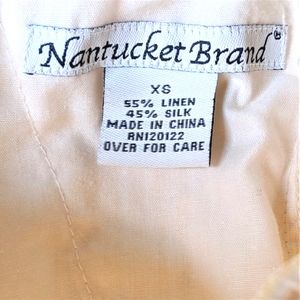 Nantucket Brand®
XS
55% LINEN
45% SILK
MADE IN CHINA
RN120122
OVER FOR CARE